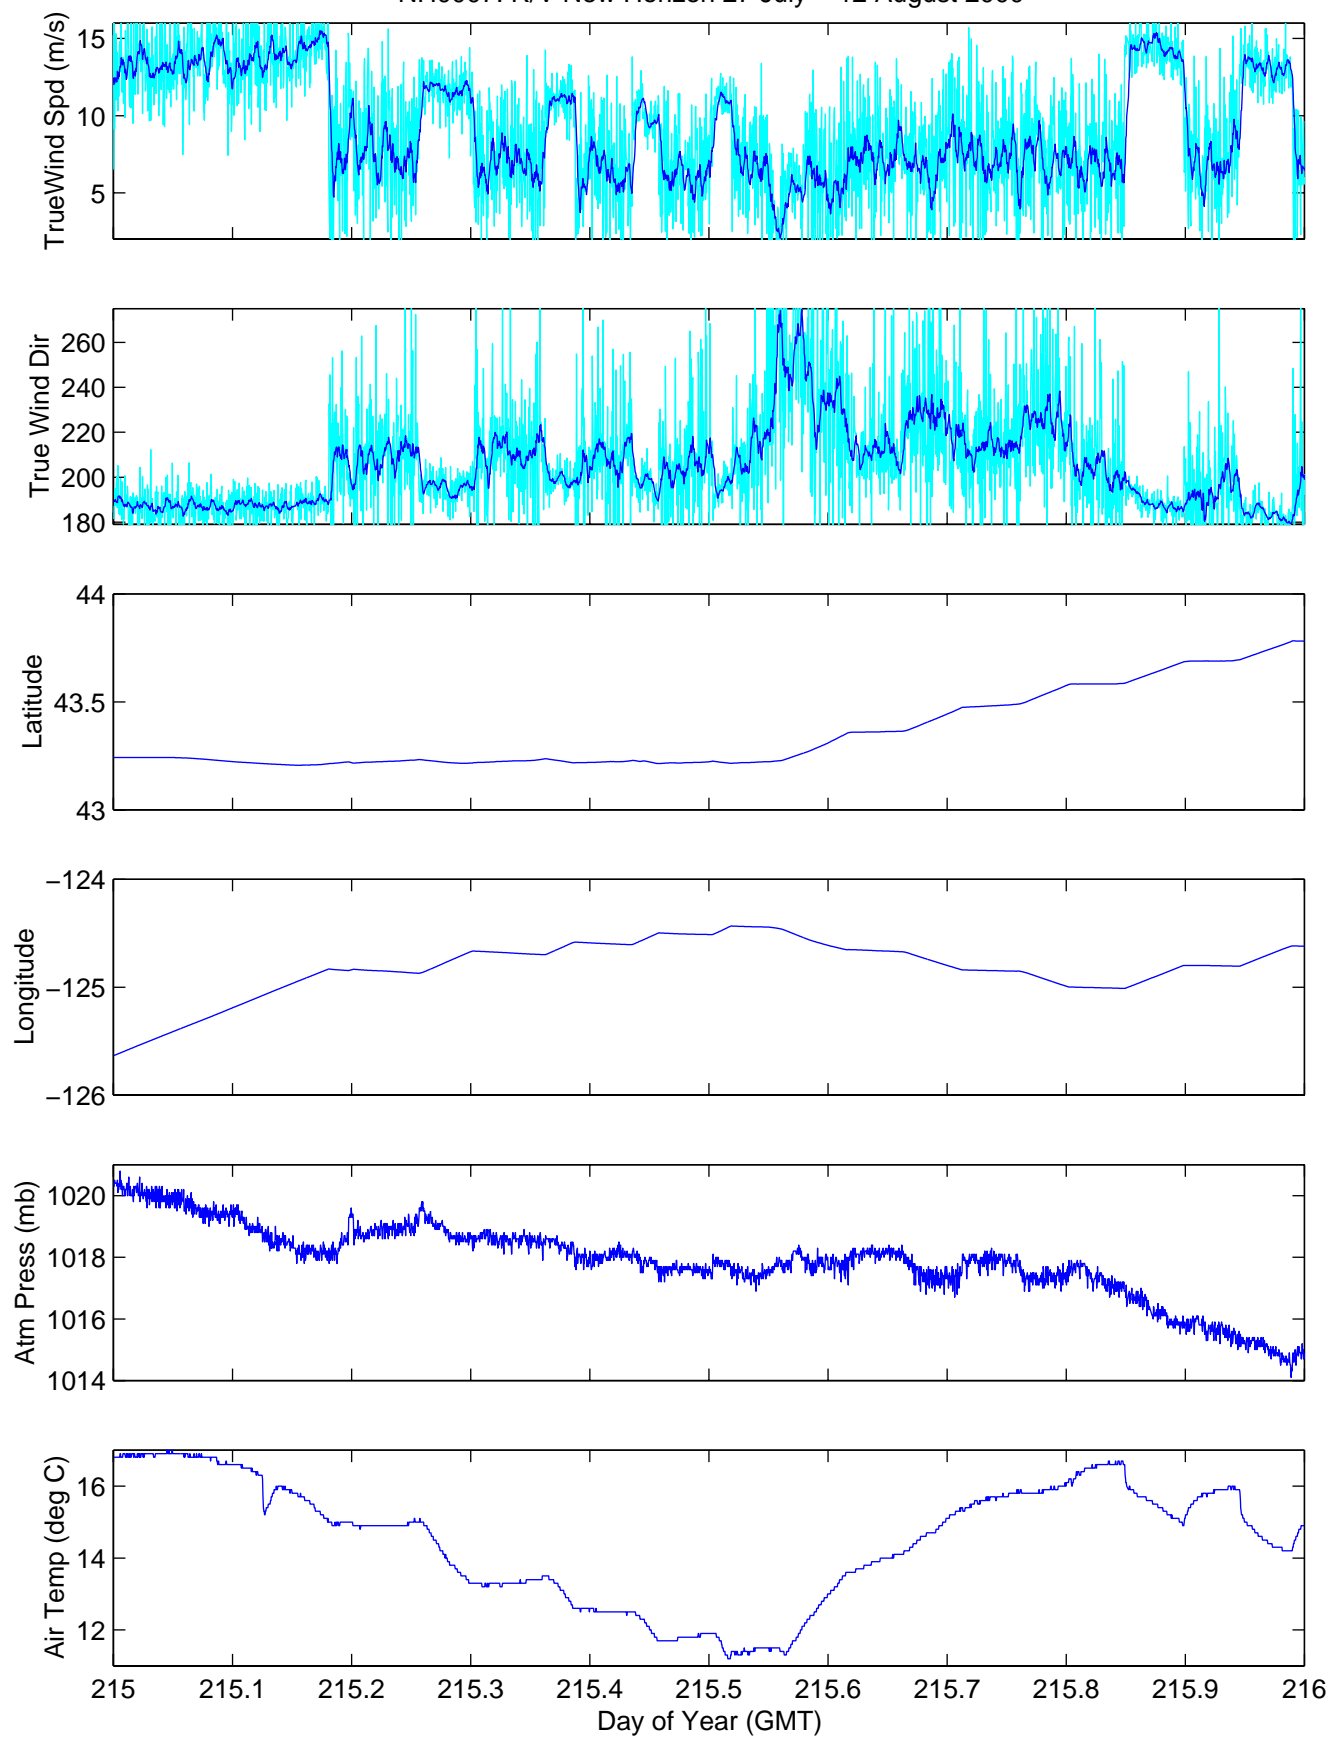 TrueWind Spd (m/s)
15
10
5
True Wind Dir
260
240
220
200
180
Latitude
44
43.5
43
Longitude
−124
−125
−126
Atm Press (mb)
1020
1018
1016
1014
Air Temp (deg C)
16
14
12
215 215.1 215.2 215.3 215.4 215.5 215.6 215.7 215.8 215.9 216
Day of Year (GMT)